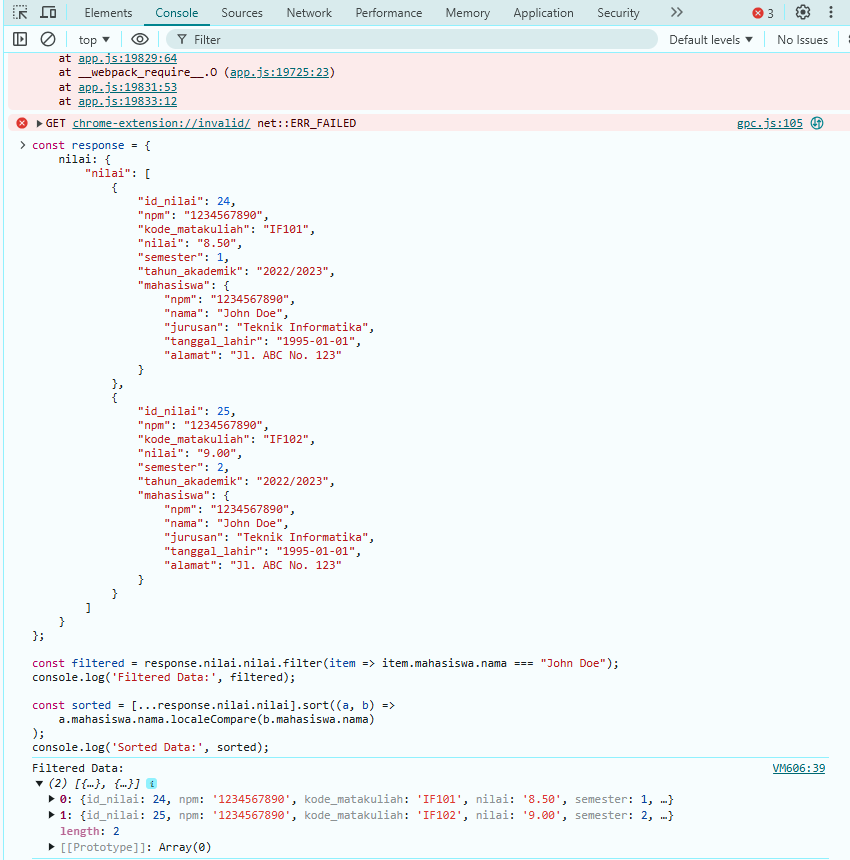 Elements Console Sources Network Performance Memory Application Security 3
top Filter Default levels No Issues
at app.js:19829:64
at __webpack_require__.O (app.js:19725:23)
at app.js:19831:53
at app.js:19833:12
GET chrome-extension://invalid/ net::ERR_FAILED gpc.js:105
const response = {
    nilai: {
        "nilai": [
            {
                "id_nilai": 24,
                "npm": "1234567890",
                "kode_matakuliah": "IF101",
                "nilai": "8.50",
                "semester": 1,
                "tahun_akademik": "2022/2023",
                "mahasiswa": {
                    "npm": "1234567890",
                    "nama": "John Doe",
                    "jurusan": "Teknik Informatika",
                    "tanggal_lahir": "1995-01-01",
                    "alamat": "Jl. ABC No. 123"
                }
            },
            {
                "id_nilai": 25,
                "npm": "1234567890",
                "kode_matakuliah": "IF102",
                "nilai": "9.00",
                "semester": 2,
                "tahun_akademik": "2022/2023",
                "mahasiswa": {
                    "npm": "1234567890",
                    "nama": "John Doe",
                    "jurusan": "Teknik Informatika",
                    "tanggal_lahir": "1995-01-01",
                    "alamat": "Jl. ABC No. 123"
                }
            }
        ]
    }
};
const filtered = response.nilai.nilai.filter(item => item.mahasiswa.nama === "John Doe");
console.log('Filtered Data:', filtered);
const sorted = [...response.nilai.nilai].sort((a, b) =>
    a.mahasiswa.nama.localeCompare(b.mahasiswa.nama)
);
console.log('Sorted Data:', sorted);
Filtered Data: VM606:39
(2) [{…}, {…}] i
0: {id_nilai: 24, npm: '1234567890', kode_matakuliah: 'IF101', nilai: '8.50', semester: 1, …}
1: {id_nilai: 25, npm: '1234567890', kode_matakuliah: 'IF102', nilai: '9.00', semester: 2, …}
length: 2
[[Prototype]]: Array(0)